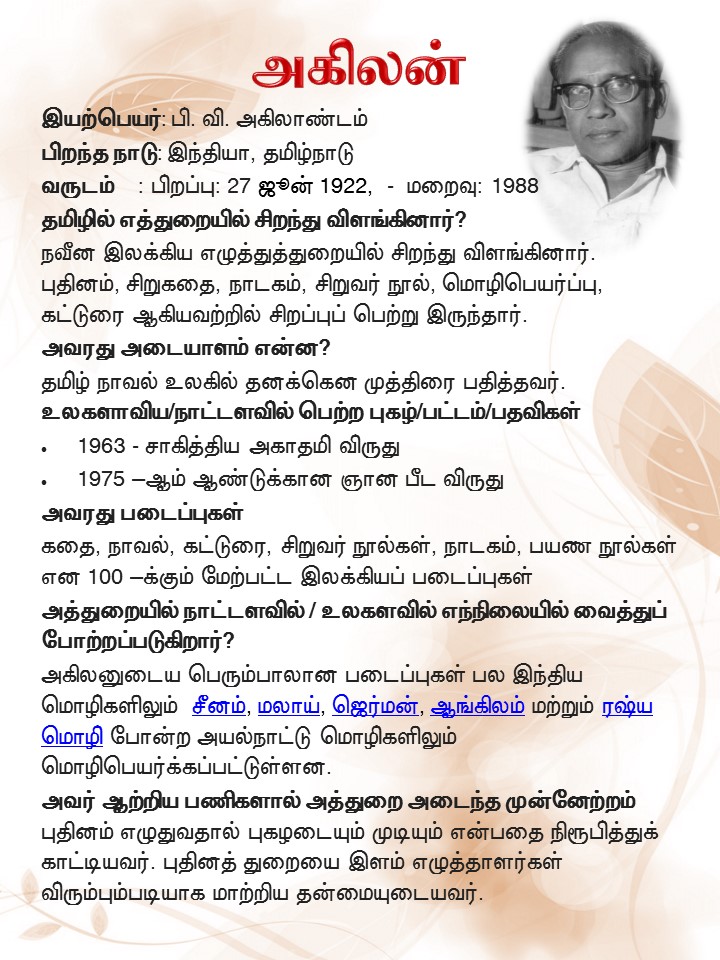 அகிலன்
இயற்பெயர்: பி. வி. அகிலாண்டம்
பிறந்த நாடு: இந்தியா, தமிழ்நாடு
வருடம் : பிறப்பு: 27 ஜூன் 1922, - மறைவு: 1988
தமிழில் எத்துறையில் சிறந்து விளங்கினார்?
நவீன இலக்கிய எழுத்துத்துறையில் சிறந்து விளங்கினார்.
புதினம், சிறுகதை, நாடகம், சிறுவர் நூல், மொழிபெயர்ப்பு,
கட்டுரை ஆகியவற்றில் சிறப்புப் பெற்று இருந்தார்.
அவரது அடையாளம் என்ன?
தமிழ் நாவல் உலகில் தனக்கென முத்திரை பதித்தவர்.
உலகளாவிய/நாட்டளவில் பெற்ற புகழ்/பட்டம்/பதவிகள்
• 1963 - சாகித்திய அகாதமி விருது
• 1975 –ஆம் ஆண்டுக்கான ஞான பீட விருது
அவரது படைப்புகள்
கதை, நாவல், கட்டுரை, சிறுவர் நூல்கள், நாடகம், பயண நூல்கள்
என 100 –க்கும் மேற்பட்ட இலக்கியப் படைப்புகள்
அத்துறையில் நாட்டளவில் / உலகளவில் எந்நிலையில் வைத்துப்
போற்றப்படுகிறார்?
அகிலனுடைய பெரும்பாலான படைப்புகள் பல இந்திய
மொழிகளிலும் சீனம், மலாய், ஜெர்மன், ஆங்கிலம் மற்றும் ரஷ்ய
மொழி போன்ற அயல்நாட்டு மொழிகளிலும்
மொழிபெயர்க்கப்பட்டுள்ளன.
அவர் ஆற்றிய பணிகளால் அத்துறை அடைந்த முன்னேற்றம்
புதினம் எழுதுவதால் புகழடையும் முடியும் என்பதை நிரூபித்துக்
காட்டியவர். புதினத் துறையை இளம் எழுத்தாளர்கள்
விரும்பும்படியாக மாற்றிய தன்மையுடையவர்.